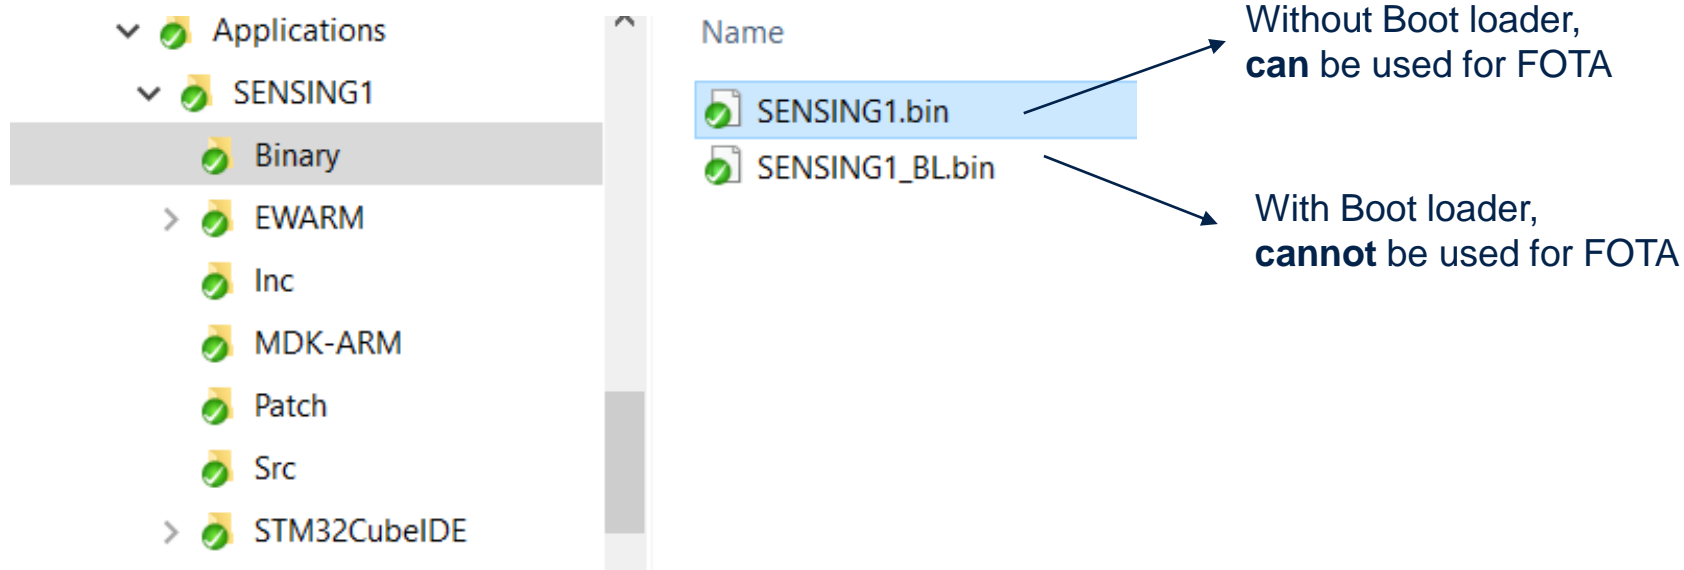 Applications
SENSING1
Binary
EWARM
Inc
MDK-ARM
Patch
Src
STM32CubeIDE
Name
SENSING1.bin
SENSING1_BL.bin
Without Boot loader,
can be used for FOTA
With Boot loader,
cannot be used for FOTA